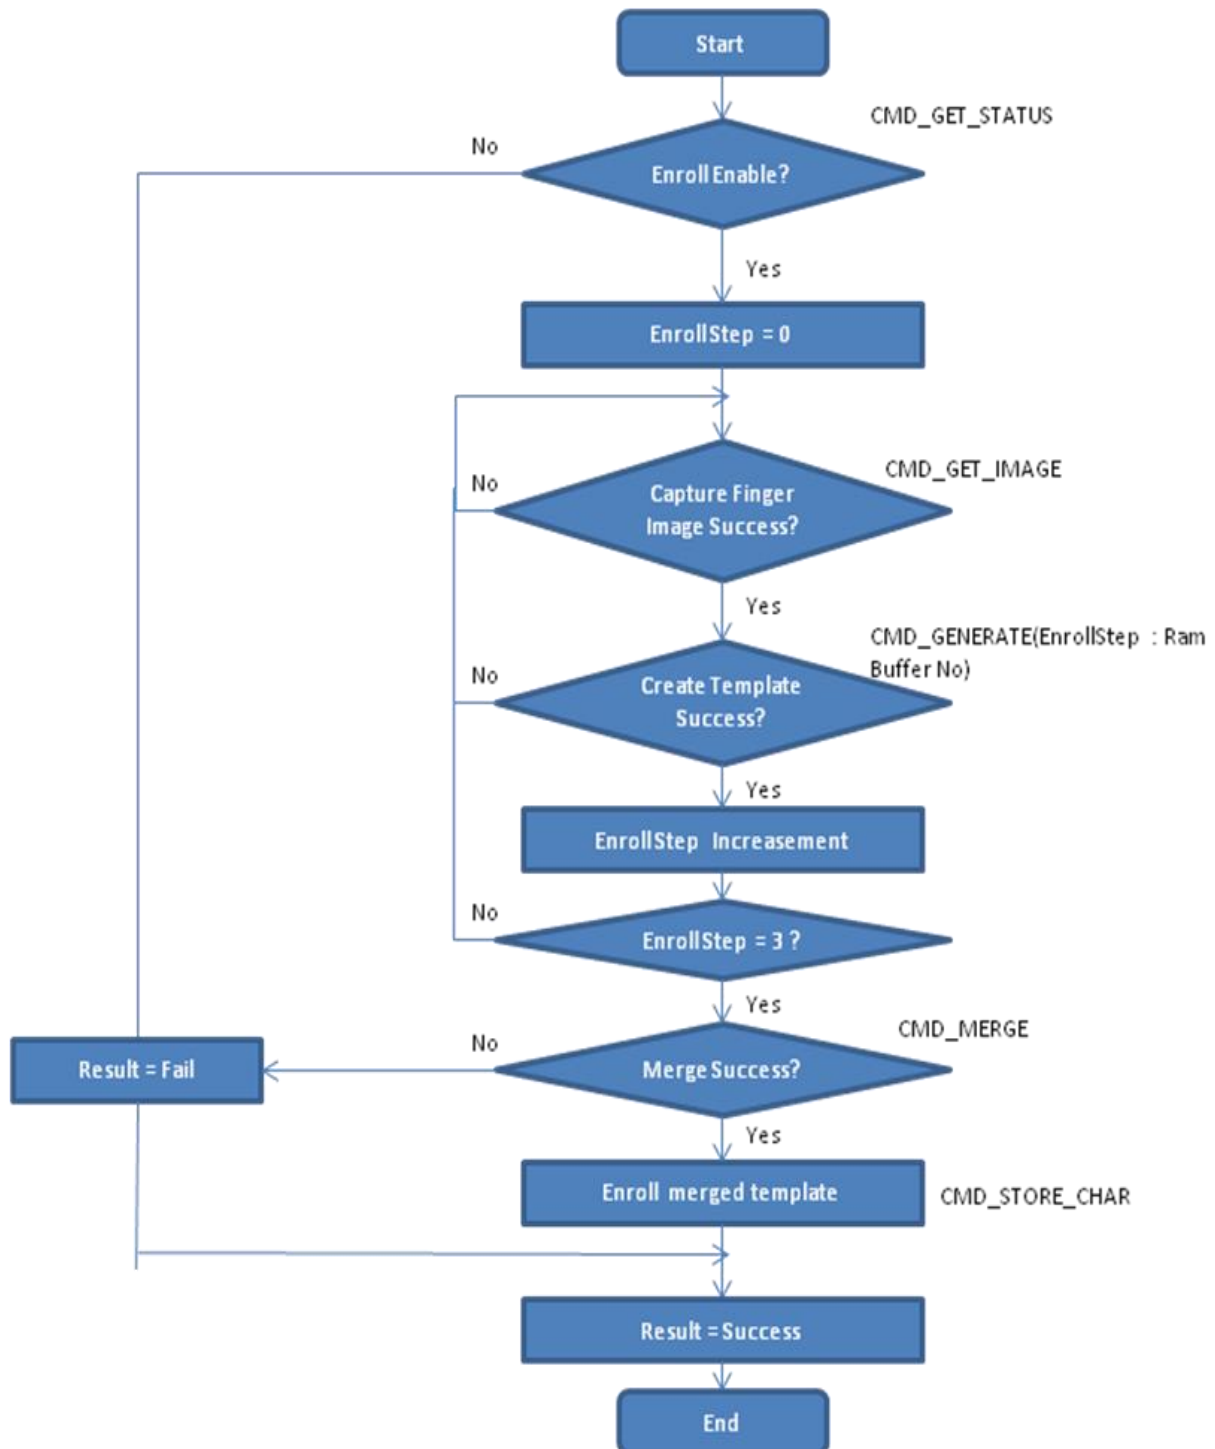 Start
CMD_GET_STATUS
No
Enroll Enable?
Yes
EnrollStep = 0
No
Capture Finger
Image Success?
CMD_GET_IMAGE
Yes
CMD_GENERATE(EnrollStep : Ram
Buffer No)
No
Create Template
Success?
Yes
EnrollStep Increasement
No
EnrollStep = 3 ?
Yes
CMD_MERGE
No
Result = Fail
Merge Success?
Yes
Enroll merged template
CMD_STORE_CHAR
Result = Success
End